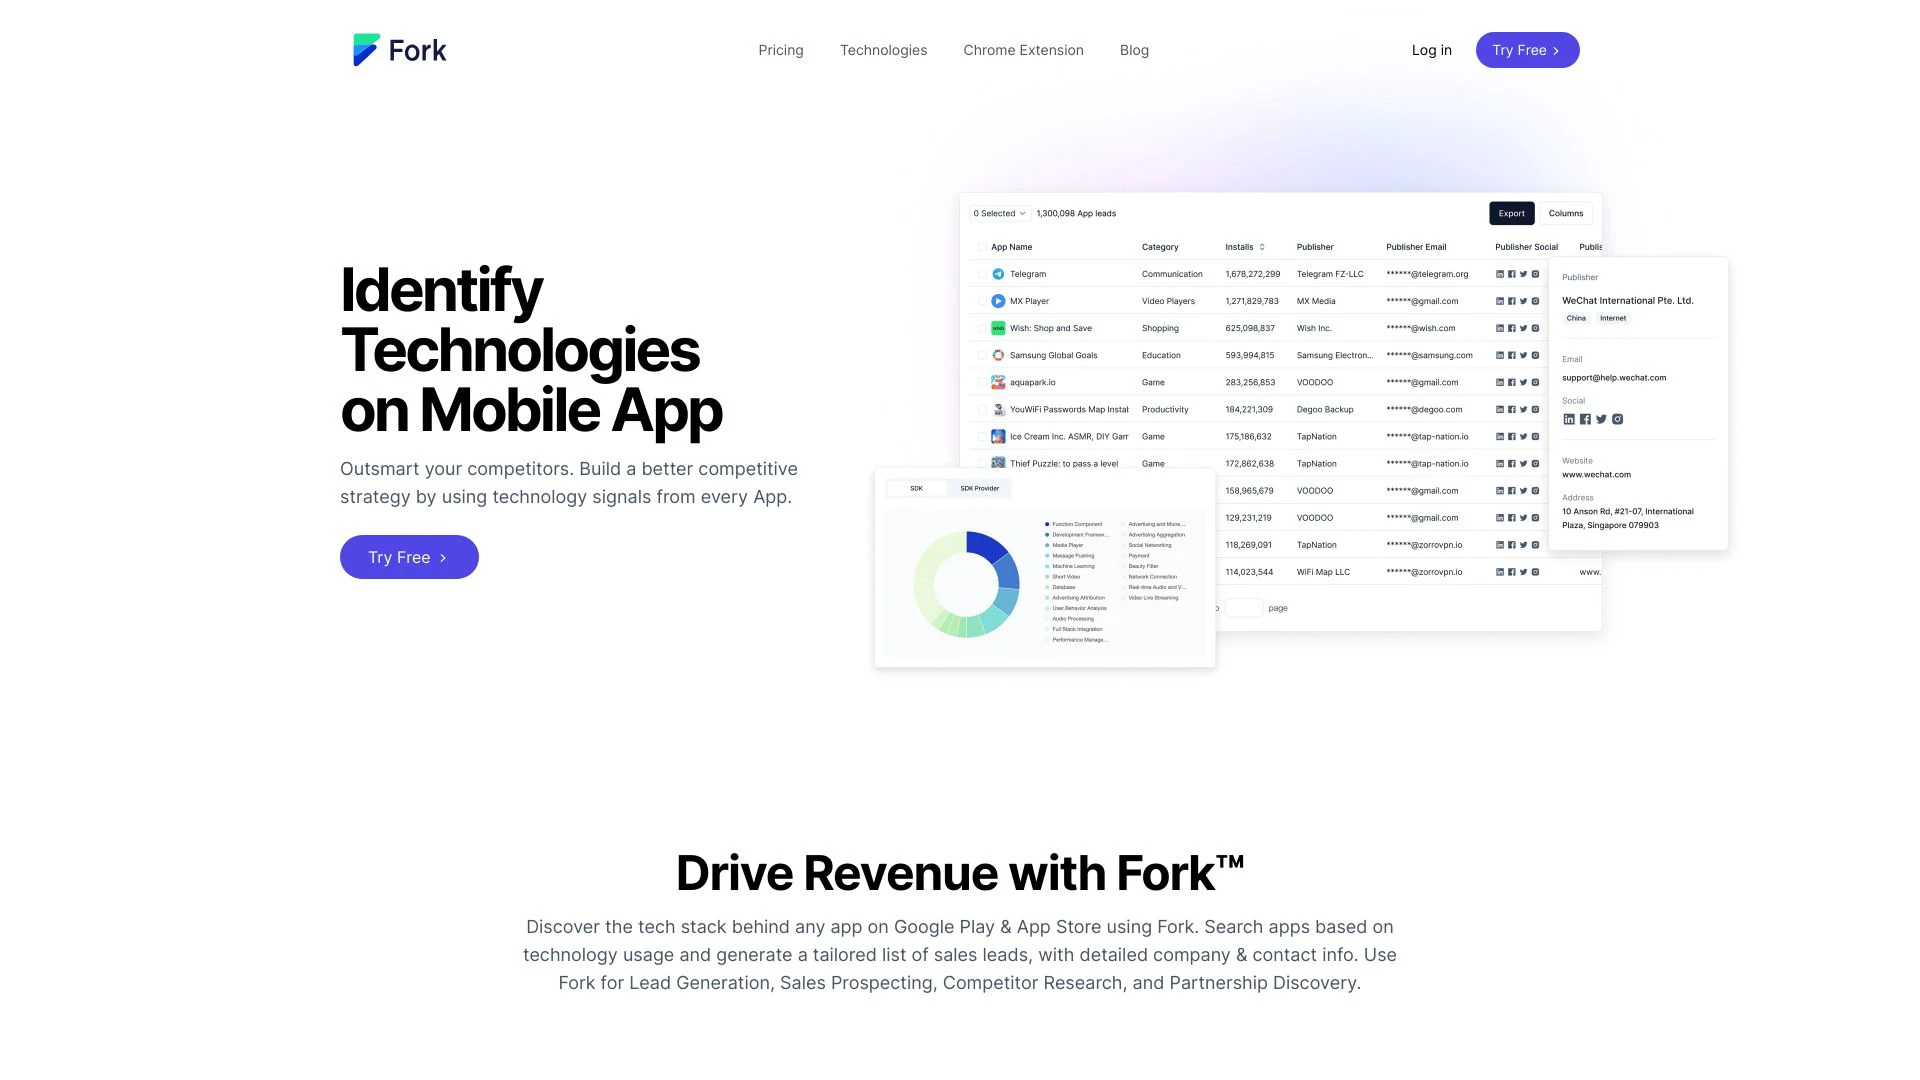 Fork
Pricing
Technologies
Chrome Extension
Blog
Log in
Try Free
Identify
Technologies
on Mobile App
Outsmart your competitors. Build a better competitive
strategy by using technology signals from every App.
Try Free
0 Selected 1,300,098 App leads
Export Columns
App Name Category Installs Publisher Publisher Email Publisher Social Publis
Telegram Communication 1,678,272,299 Telegram FZ-LLC ******@telegram.org
MX Player Video Players 1,271,829,783 MX Media ******@gmail.com
Wish: Shop and Save Shopping 625,098,837 Wish Inc. ******@wish.com
Samsung Global Goals Education 593,994,815 Samsung Electron... ******@samsung.com
aquapark.io Game 283,256,853 VOODOO ******@gmail.com
YouWiFi Passwords Map Instal Productivity 184,221,309 Degoo Backup ******@degoo.com
Ice Cream Inc. ASMR, DIY Gam Game 175,186,632 TapNation ******@tap-nation.io
Thief Puzzle: to pass a level Game 172,862,638 TapNation ******@tap-nation.io
158,965,679 VOODOO ******@gmail.com
129,231,219 VOODOO ******@gmail.com
118,269,091 TapNation ******@zorrovpn.io
114,023,544 WiFi Map LLC ******@zorrovpn.io www.
page
Publisher
WeChat International Pte. Ltd.
China Internet
Email
support@help.wechat.com
Social
Website
www.wechat.com
Address
10 Anson Rd, #21-07, International
Plaza, Singapore 079903
SDK SDK Provider
Function Component Advertising and Mone...
Development Framew... Advertising Aggregation
Media Player Social Networking
Message Pushing Payment
Machine Learning Beauty Filter
Short Video Network Connection
Database Real-time Audio and V...
Advertising Attribution Video Live Streaming
User Behavior Analysis
Audio Processing
Full Stack Integration
Performance Manage...
Drive Revenue with Fork™
Discover the tech stack behind any app on Google Play & App Store using Fork. Search apps based on
technology usage and generate a tailored list of sales leads, with detailed company & contact info. Use
Fork for Lead Generation, Sales Prospecting, Competitor Research, and Partnership Discovery.